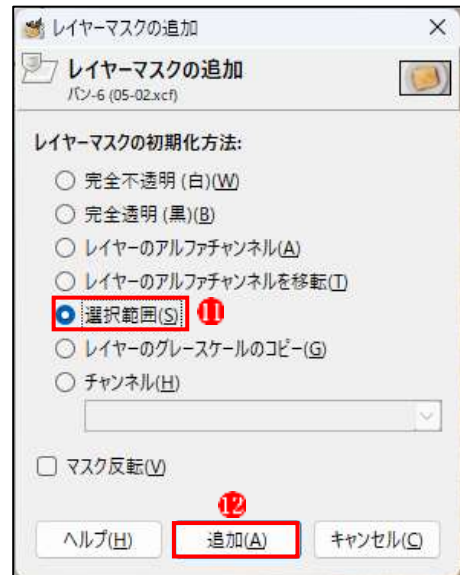 レイヤーマスクの追加
レイヤーマスクの追加
パン-6 (05-02.xcf)
レイヤーマスクの初期化方法:
完全不透明 (白)(W)
完全透明 (黒)(B)
レイヤーのアルファチャンネル(A)
レイヤーのアルファチャンネルを移転(T)
選択範囲(S) ⓫
レイヤーのグレースケールのコピー(G)
チャンネル(H)
マスク反転(V)
⓬
ヘルプ(H) 追加(A) キャンセル(C)